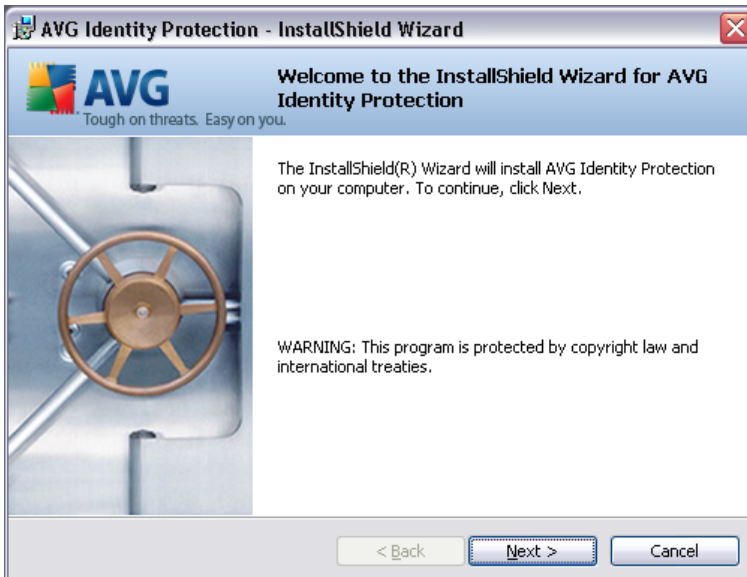 AVG Identity Protection - InstallShield Wizard
AVG
Tough on threats. Easy on you.
Welcome to the InstallShield Wizard for AVG
Identity Protection
The InstallShield(R) Wizard will install AVG Identity Protection
on your computer. To continue, click Next.
WARNING: This program is protected by copyright law and
international treaties.
< Back
Next >
Cancel